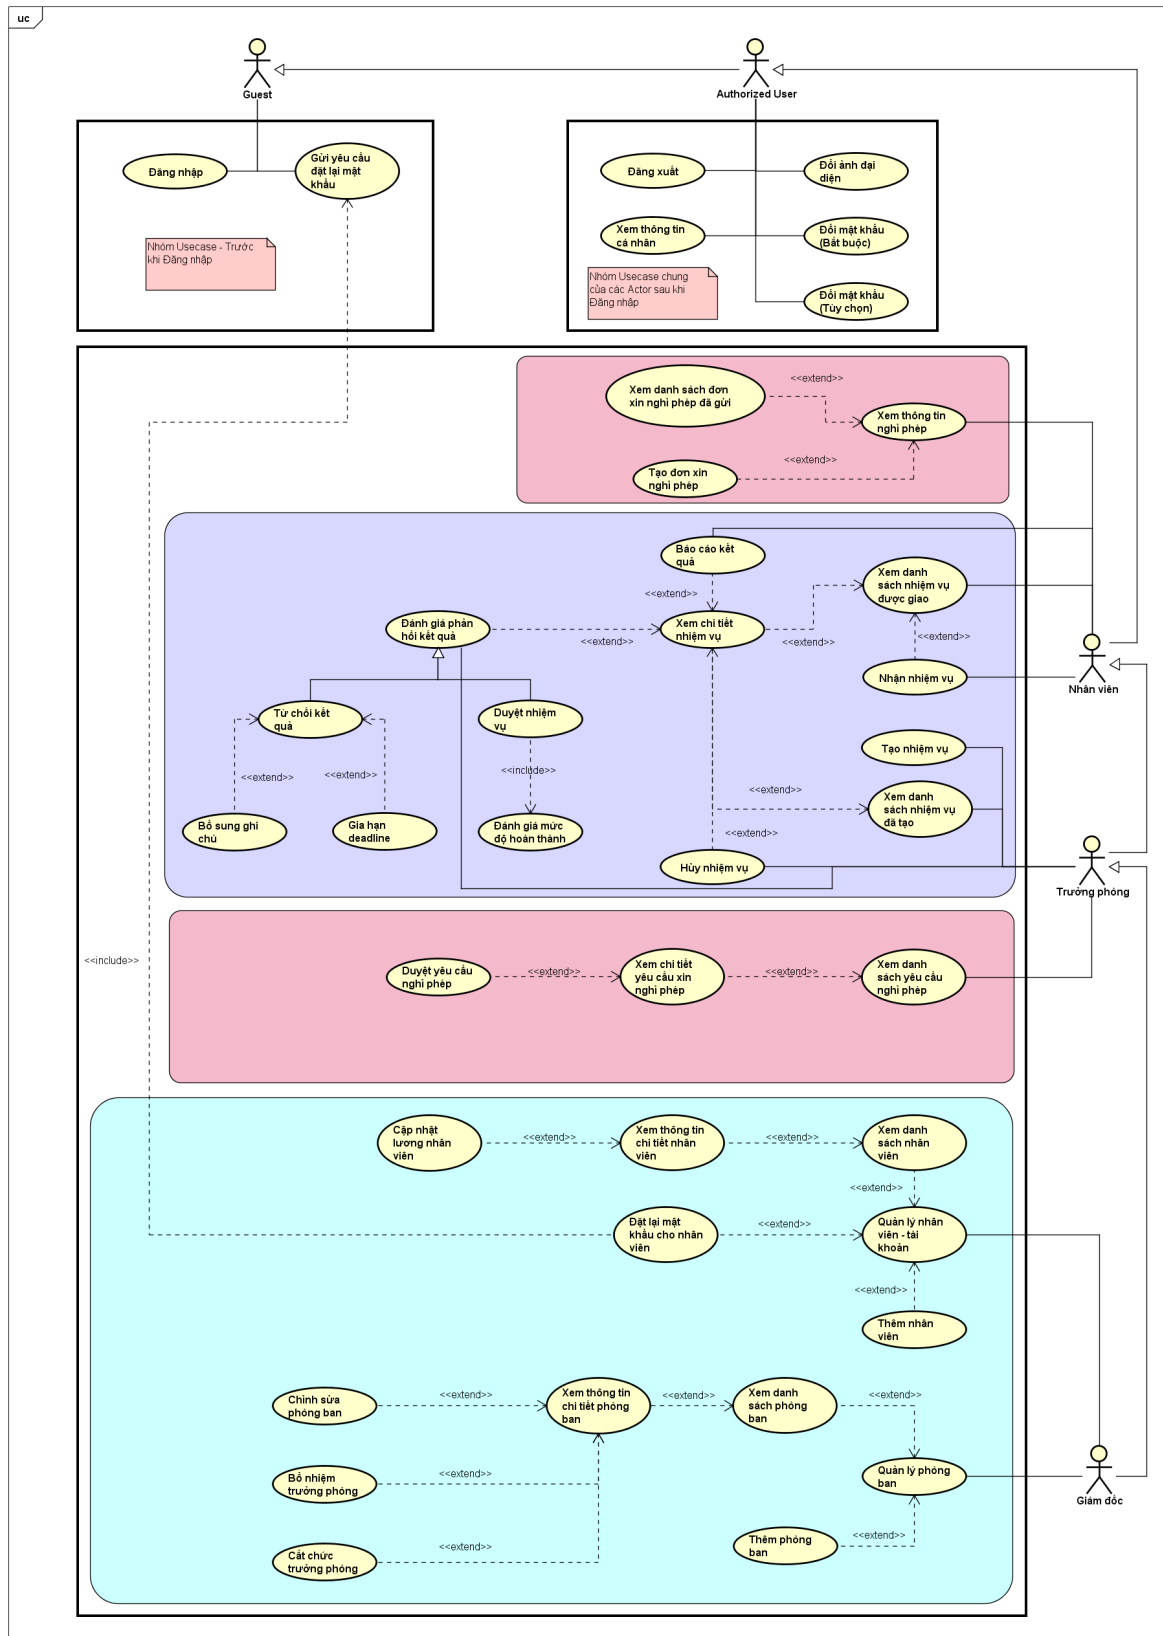 uc
Guest
Authorized User
Đăng nhập
Gửi yêu cầu
đặt lại mật
khẩu
Nhóm Usecase - Trước
khi Đăng nhập
Đăng xuất
Đổi ảnh đại
diện
Xem thông tin
cá nhân
Đổi mật khẩu
(Bắt buộc)
Nhóm Usecase chung
của các Actor sau khi
Đăng nhập
Đổi mật khẩu
(Tùy chọn)
Xem danh sách đơn
xin nghỉ phép đã gửi
<<extend>>
Xem thông tin
nghỉ phép
<<extend>>
Tạo đơn xin
nghỉ phép
Báo cáo kết
quả
<<extend>>
Xem danh
sách nhiệm vụ
được giao
Đánh giá phản
hồi kết quả
<<extend>>
Xem chi tiết
nhiệm vụ
<<extend>>
<<extend>>
Nhận nhiệm vụ
Nhân viên
Từ chối kết
quả
Duyệt nhiệm
vụ
Tạo nhiệm vụ
<<extend>>
<<extend>>
<<include>>
<<extend>>
Xem danh
sách nhiệm vụ
đã tạo
Bổ sung ghi
chú
Gia hạn
deadline
Đánh giá mức
độ hoàn thành
<<extend>>
Hủy nhiệm vụ
Trưởng phòng
<<include>>
Duyệt yêu cầu
nghỉ phép
<<extend>>
Xem chi tiết
yêu cầu xin
nghỉ phép
<<extend>>
Xem danh
sách yêu cầu
nghỉ phép
Cập nhật
lương nhân
viên
<<extend>>
Xem thông tin
chi tiết nhân
viên
<<extend>>
Xem danh
sách nhân
viên
<<extend>>
Đặt lại mật
khẩu cho nhân
viên
<<extend>>
Quản lý nhân
viên - tài
khoản
<<extend>>
Thêm nhân
viên
Chỉnh sửa
phòng ban
<<extend>>
Xem thông tin
chi tiết phòng
ban
<<extend>>
Xem danh
sách phòng
ban
<<extend>>
Bổ nhiệm
trưởng phòng
<<extend>>
Quản lý phòng
ban
Giám đốc
Cắt chức
trưởng phòng
<<extend>>
Thêm phòng
ban
<<extend>>